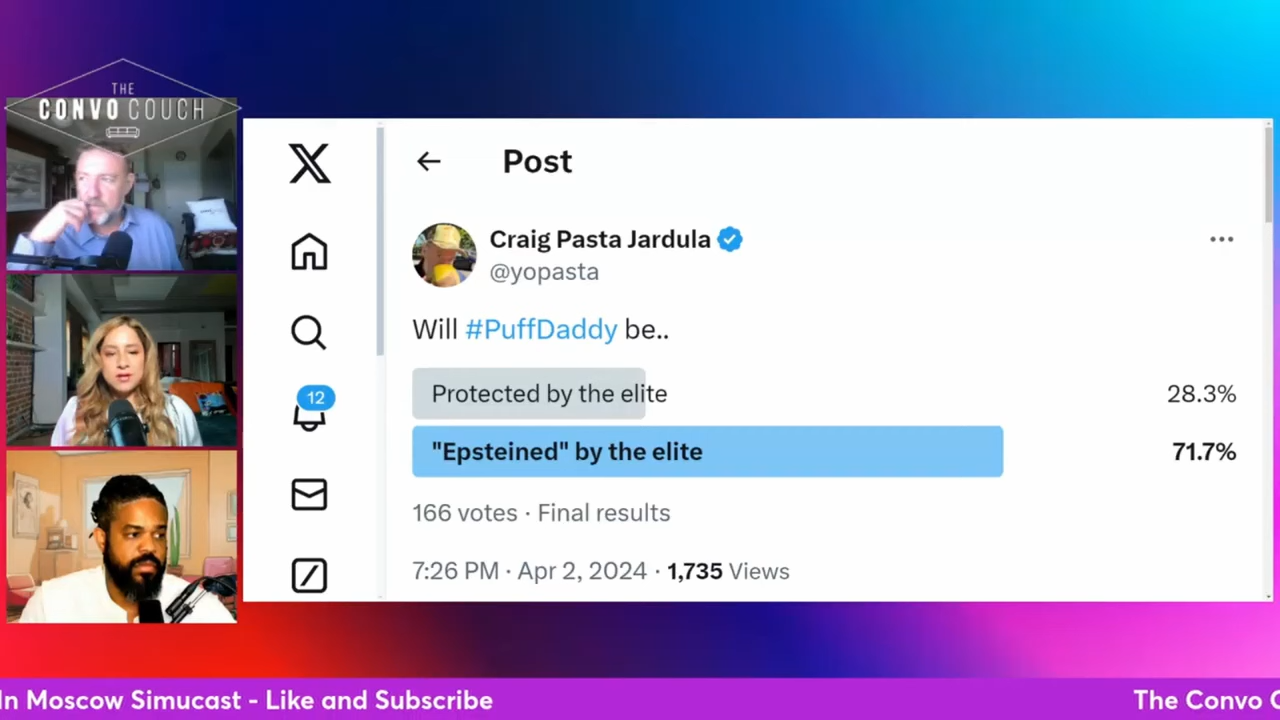 THE
CONVO COUCH
Post
Craig Pasta Jardula
@yopasta
Will #PuffDaddy be..
Protected by the elite
28.3%
"Epsteined" by the elite
71.7%
166 votes · Final results
7:26 PM · Apr 2, 2024 · 1,735 Views
12
In Moscow Simucast - Like and Subscribe
The Convo C